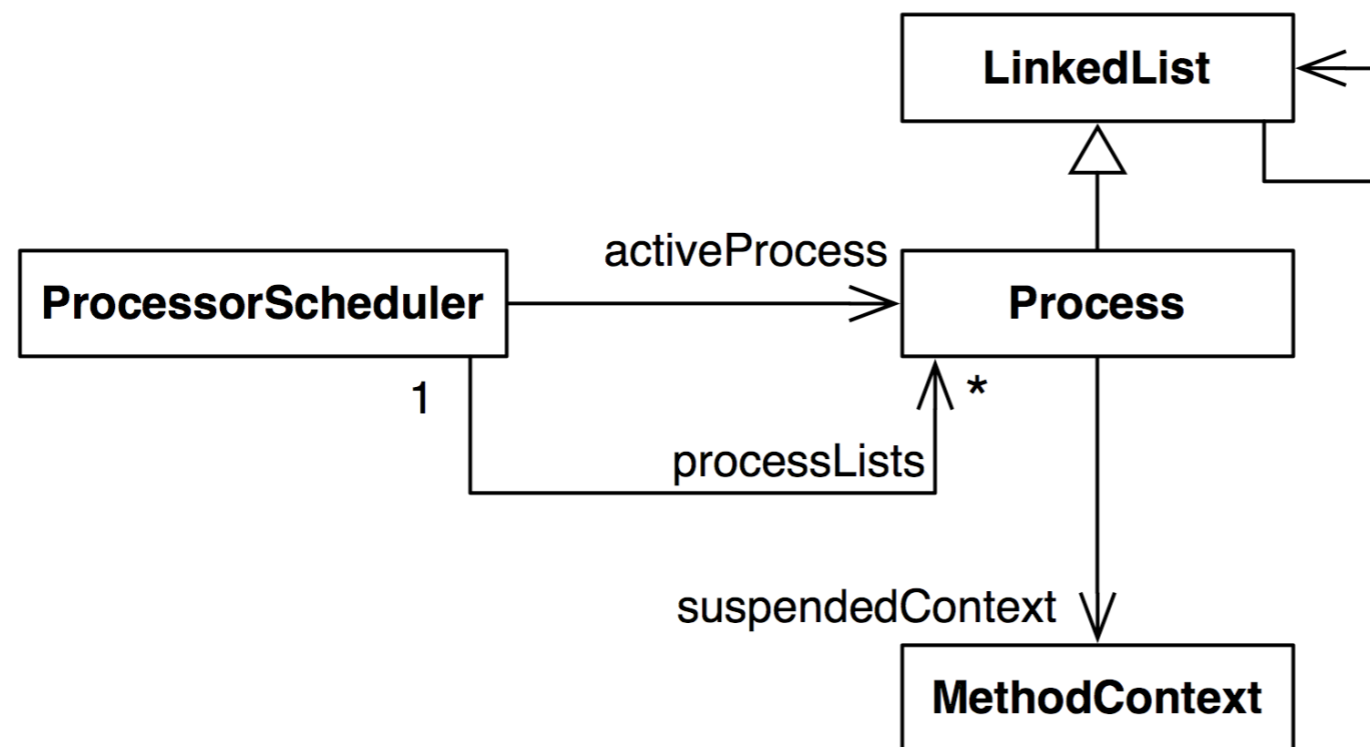 LinkedList
activeProcess
ProcessorScheduler
Process
1
*
processLists
suspendedContext
MethodContext